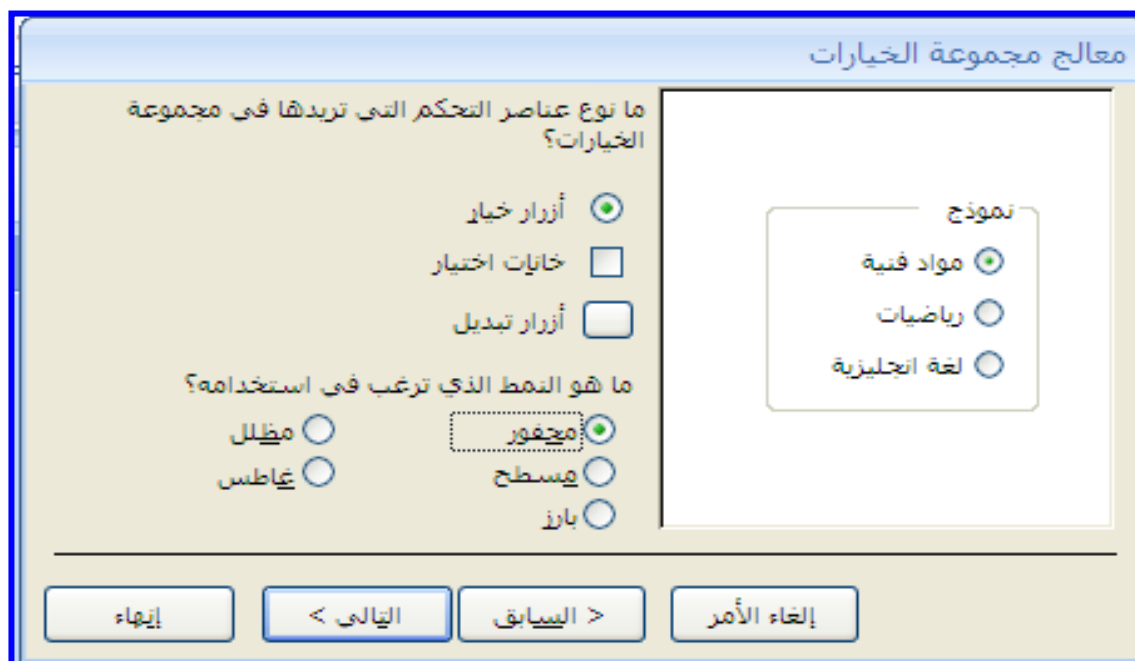 معالج مجموعة الخيارات
نموذج
مواد فنية
رياضيات
لغة انجليزية
ما نوع عناصر التحكم التي تريدها في مجموعة
الخيارات؟
أزرار خيار
خانات اختيار
أزرار تبديل
ما هو النمط الذي ترغب في استخدامه؟
محفور
مظلل
مسطح
غاطس
بارز
إلغاء الأمر
< السابق
التالي >
إنهاء